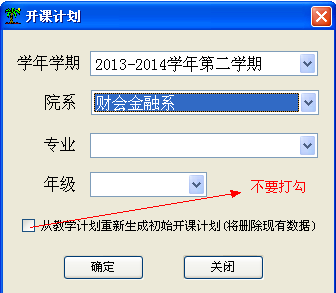 开课计划
学年学期 2013-2014学年第二学期
院系 财会金融系
专业
年级
不要打勾
从教学计划重新生成初始开课计划(将删除现有数据)
确定 关闭